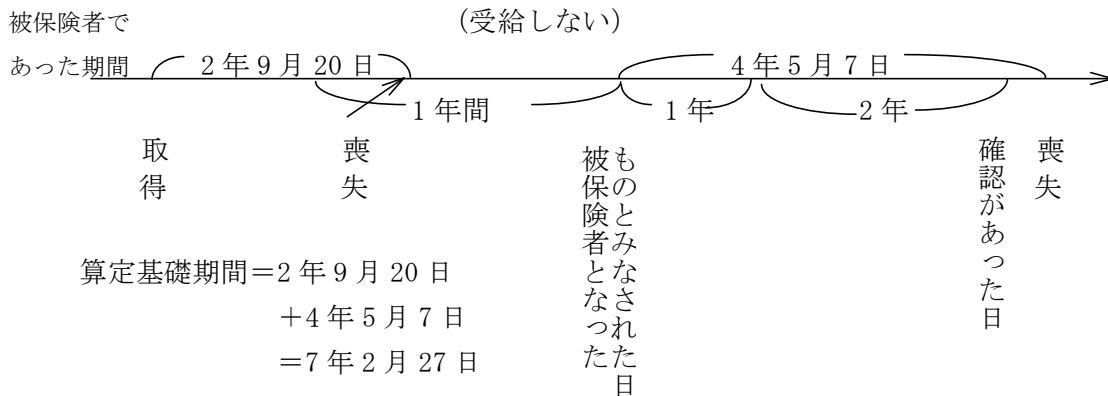 被保険者で
あった期間
(受給しない)
2年9月20日
4年5月7日
1年間
1年
2年
取得
喪失
被保険者となった
ものとみなされた日
確認があった日
喪失
算定基礎期間＝2年9月20日
＋4年5月7日
＝7年2月27日